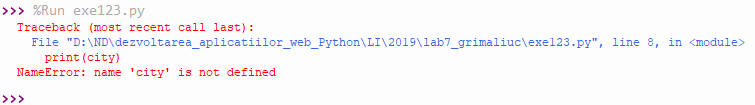 >>> %Run exe123.py
Traceback (most recent call last):
File "D:\ND\dezvoltarea_aplicatiilor_web_Python\LI\2019\lab7_grimaliuc\exe123.py", line 8, in <module>
print(city)
NameError: name 'city' is not defined
>>>